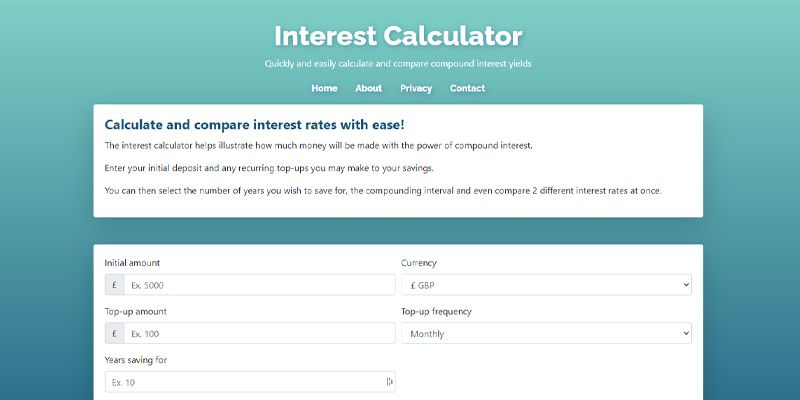 Interest Calculator
Quickly and easily calculate and compare compound interest yields
Home About Privacy Contact
Calculate and compare interest rates with ease!
The interest calculator helps illustrate how much money will be made with the power of compound interest.
Enter your initial deposit and any recurring top-ups you may make to your savings.
You can then select the number of years you wish to save for, the compounding interval and even compare 2 different interest rates at once.
Initial amount Currency
£ Ex. 5000 £ GBP
Top-up amount Top-up frequency
£ Ex. 100 Monthly
Years saving for
Ex: 10